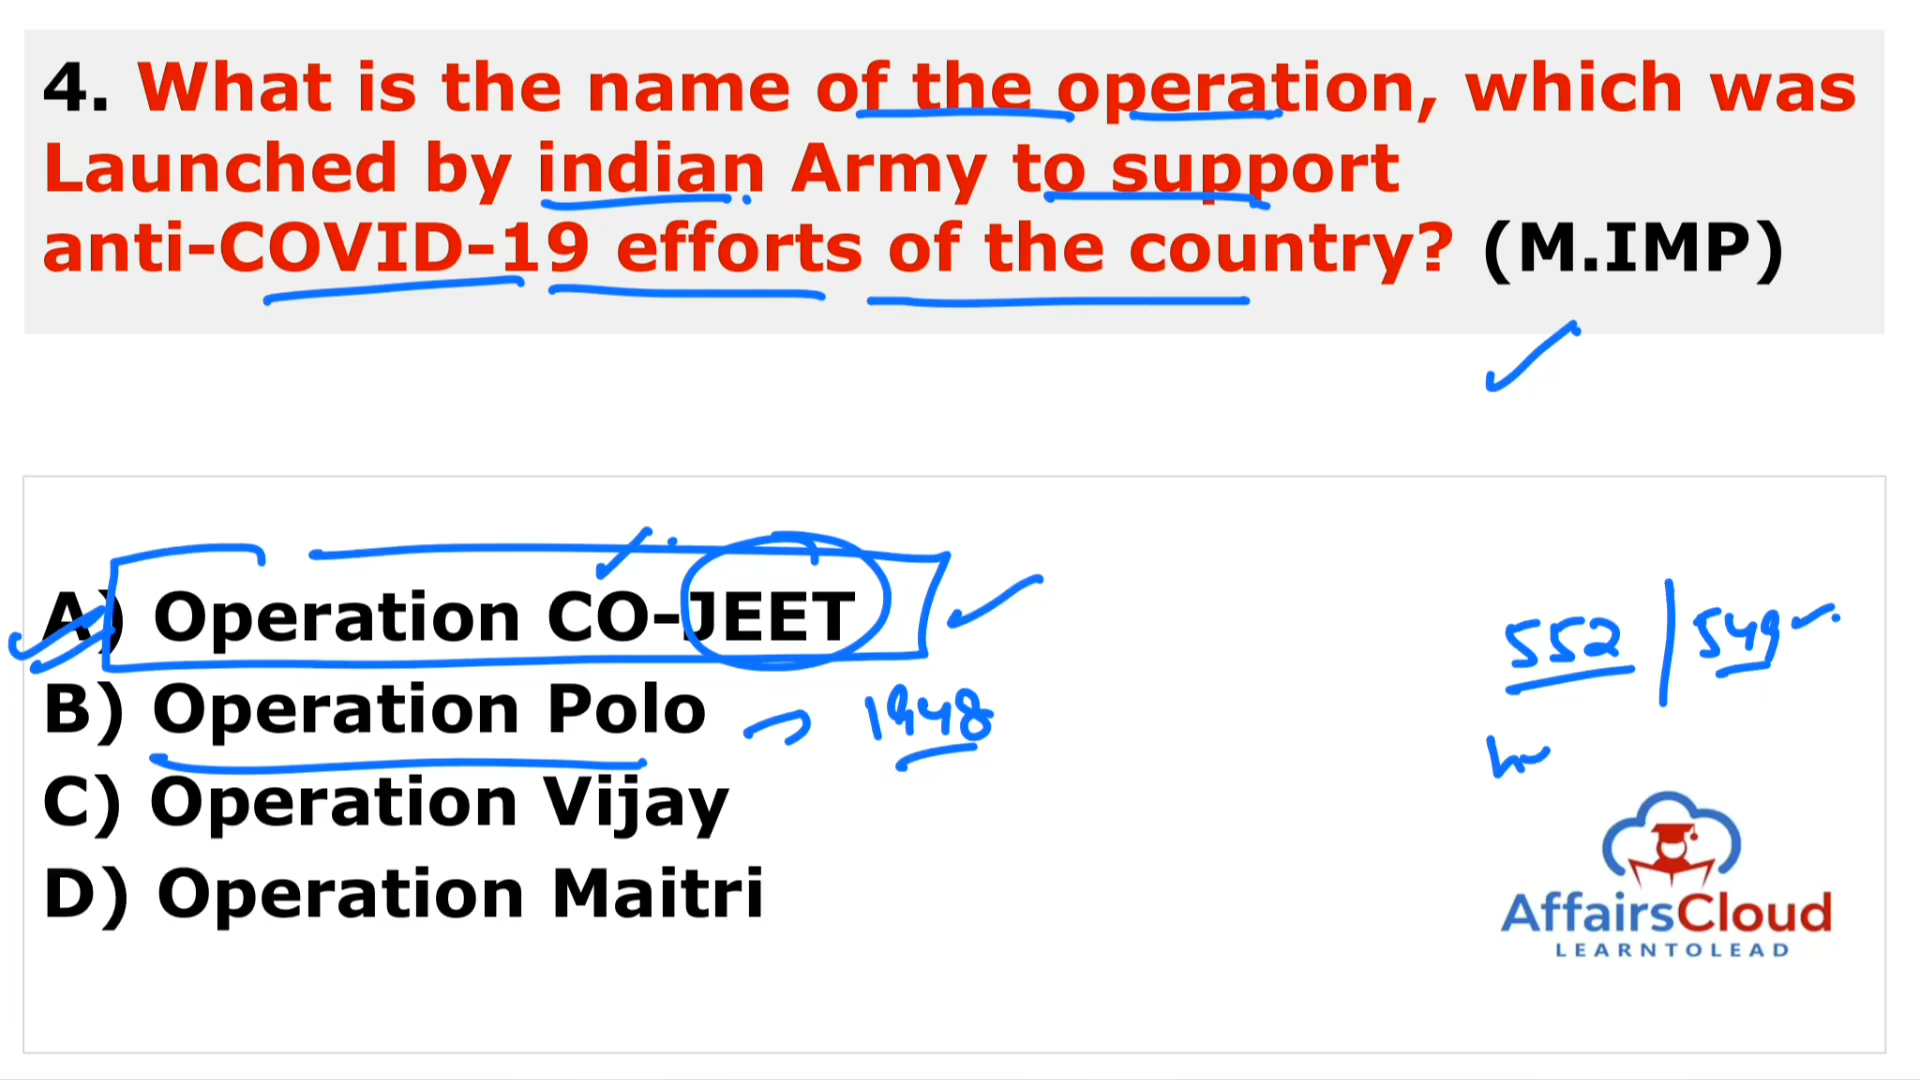 4. What is the name of the operation, which was
Launched by indian Army to support
anti-COVID-19 efforts of the country? (M.IMP)
A) Operation CO-JEET
B) Operation Polo
1948
C) Operation Vijay
D) Operation Maitri
552 | 549
AffairsCloud
LEARNTOLEAD